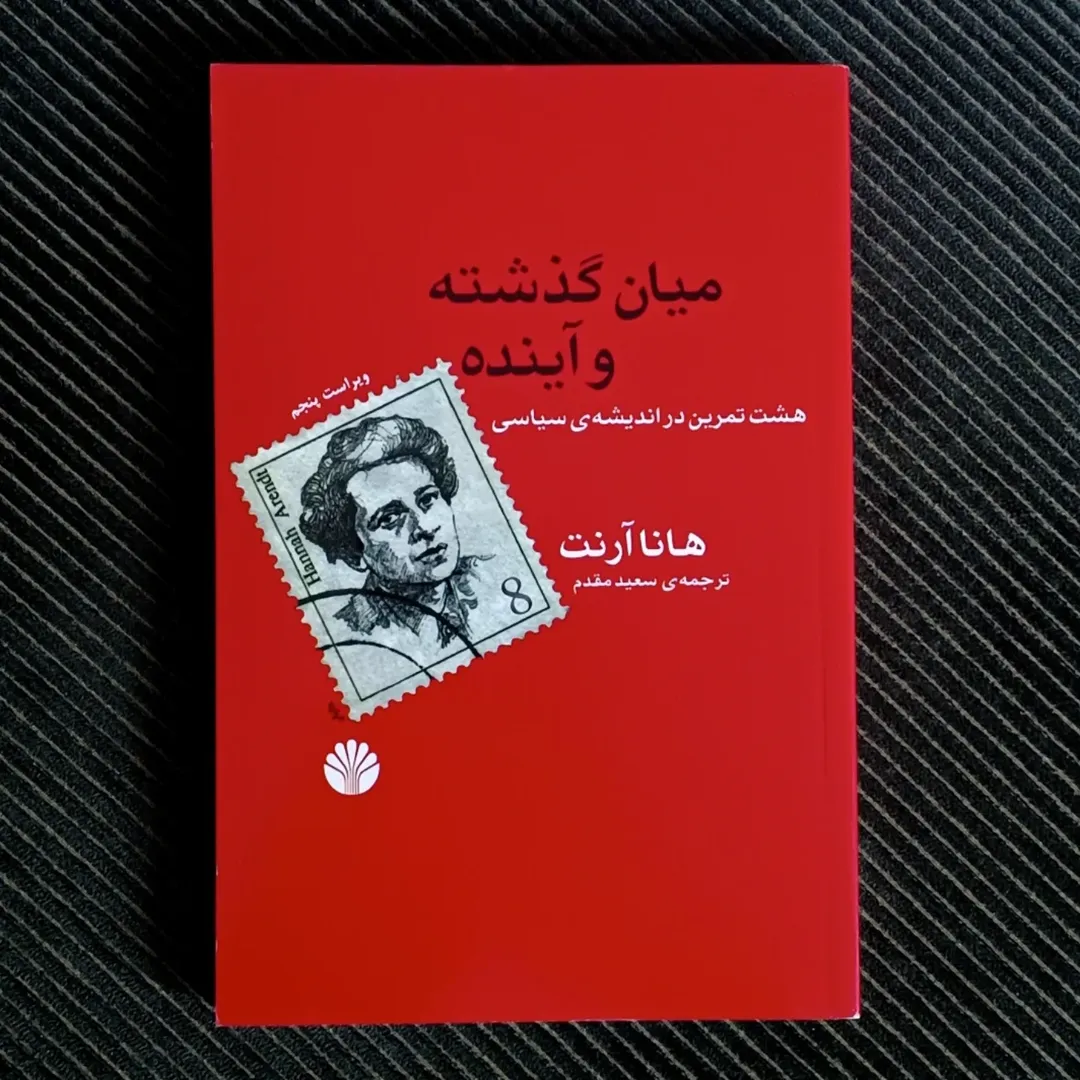 میان گذشته
و آینده
هشت تمرین در اندیشه‌ی سیاسی
ویراست پنجم
Hannah Arendt
8
هانا آرنت
ترجمه‌ی سعید مقدم